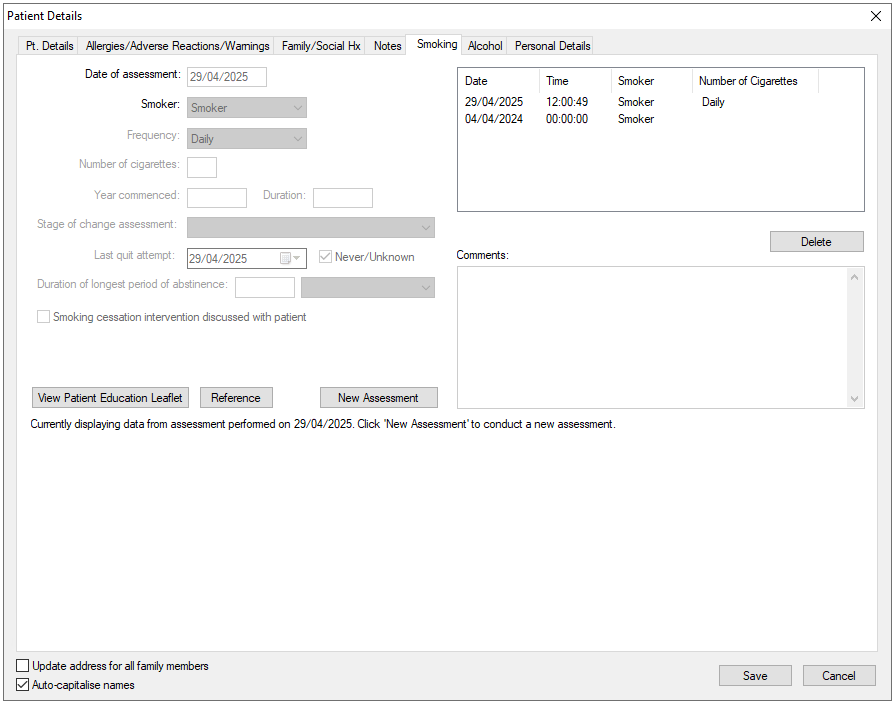 Patient Details
Pt. Details Allergies/Adverse Reactions/Warnings Family/Social Hx Notes Smoking Alcohol Personal Details
Date of assessment: 29/04/2025
Smoker: Smoker
Frequency: Daily
Number of cigarettes:
Year commenced: Duration:
Stage of change assessment:
Last quit attempt: 29/04/2025 Never/Unknown
Duration of longest period of abstinence:
Smoking cessation intervention discussed with patient
View Patient Education Leaflet Reference New Assessment
Date Time Smoker Number of Cigarettes
29/04/2025 12:00:49 Smoker Daily
04/04/2024 00:00:00 Smoker
Delete
Comments:
Currently displaying data from assessment performed on 29/04/2025. Click 'New Assessment' to conduct a new assessment.
Update address for all family members
Auto-capitalise names
Save Cancel